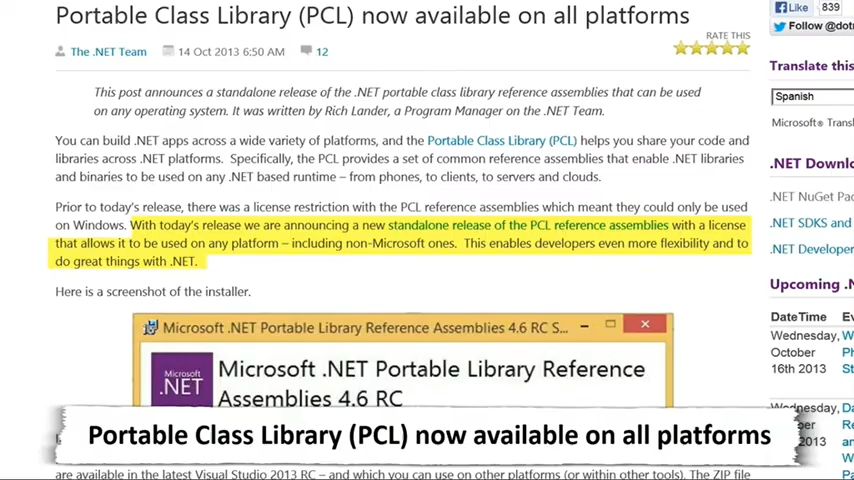 Portable Class Library (PCL) now available on all platforms
Like 839
Follow
RATE THIS
The .NET Team 14 Oct 2013 6:50 AM 12
Translate this
This post announces a standalone release of the .NET portable class library reference assemblies that can be used
on any operating system. It was written by Rich Lander, a Program Manager on the .NET Team.
Spanish
Microsoft®
You can build .NET apps across a wide variety of platforms, and the Portable Class Library (PCL) helps you share your code and
libraries across .NET platforms. Specifically, the PCL provides a set of common reference assemblies that enable .NET libraries
and binaries to be used on any .NET based runtime – from phones, to clients, to servers and clouds.
.NET
.NET NuGet
Prior to today's release, there was a license restriction with the PCL reference assemblies which meant they could only be used
on Windows. With today's release we are announcing a new standalone release of the PCL reference assemblies with a license
that allows it to be used on any platform – including non-Microsoft ones. This enables developers even more flexibility and to
do great things with .NET.
.NET SDKs and
.NET Developer
Here is a screenshot of the installer.
Upcoming
DateTime
Wednesday,
October
16th 2013
Microsoft .NET Portable Library Reference Assemblies 4.6 RC S...
Microsoft
.NET
Microsoft .NET Portable Library Reference
Assemblies 4.6 RC
Wednesday,
2013
Portable Class Library (PCL) now available on all platforms
are available in the latest Visual Studio 2013 RC – and which you can use on other platforms (or within other tools). The ZIP file